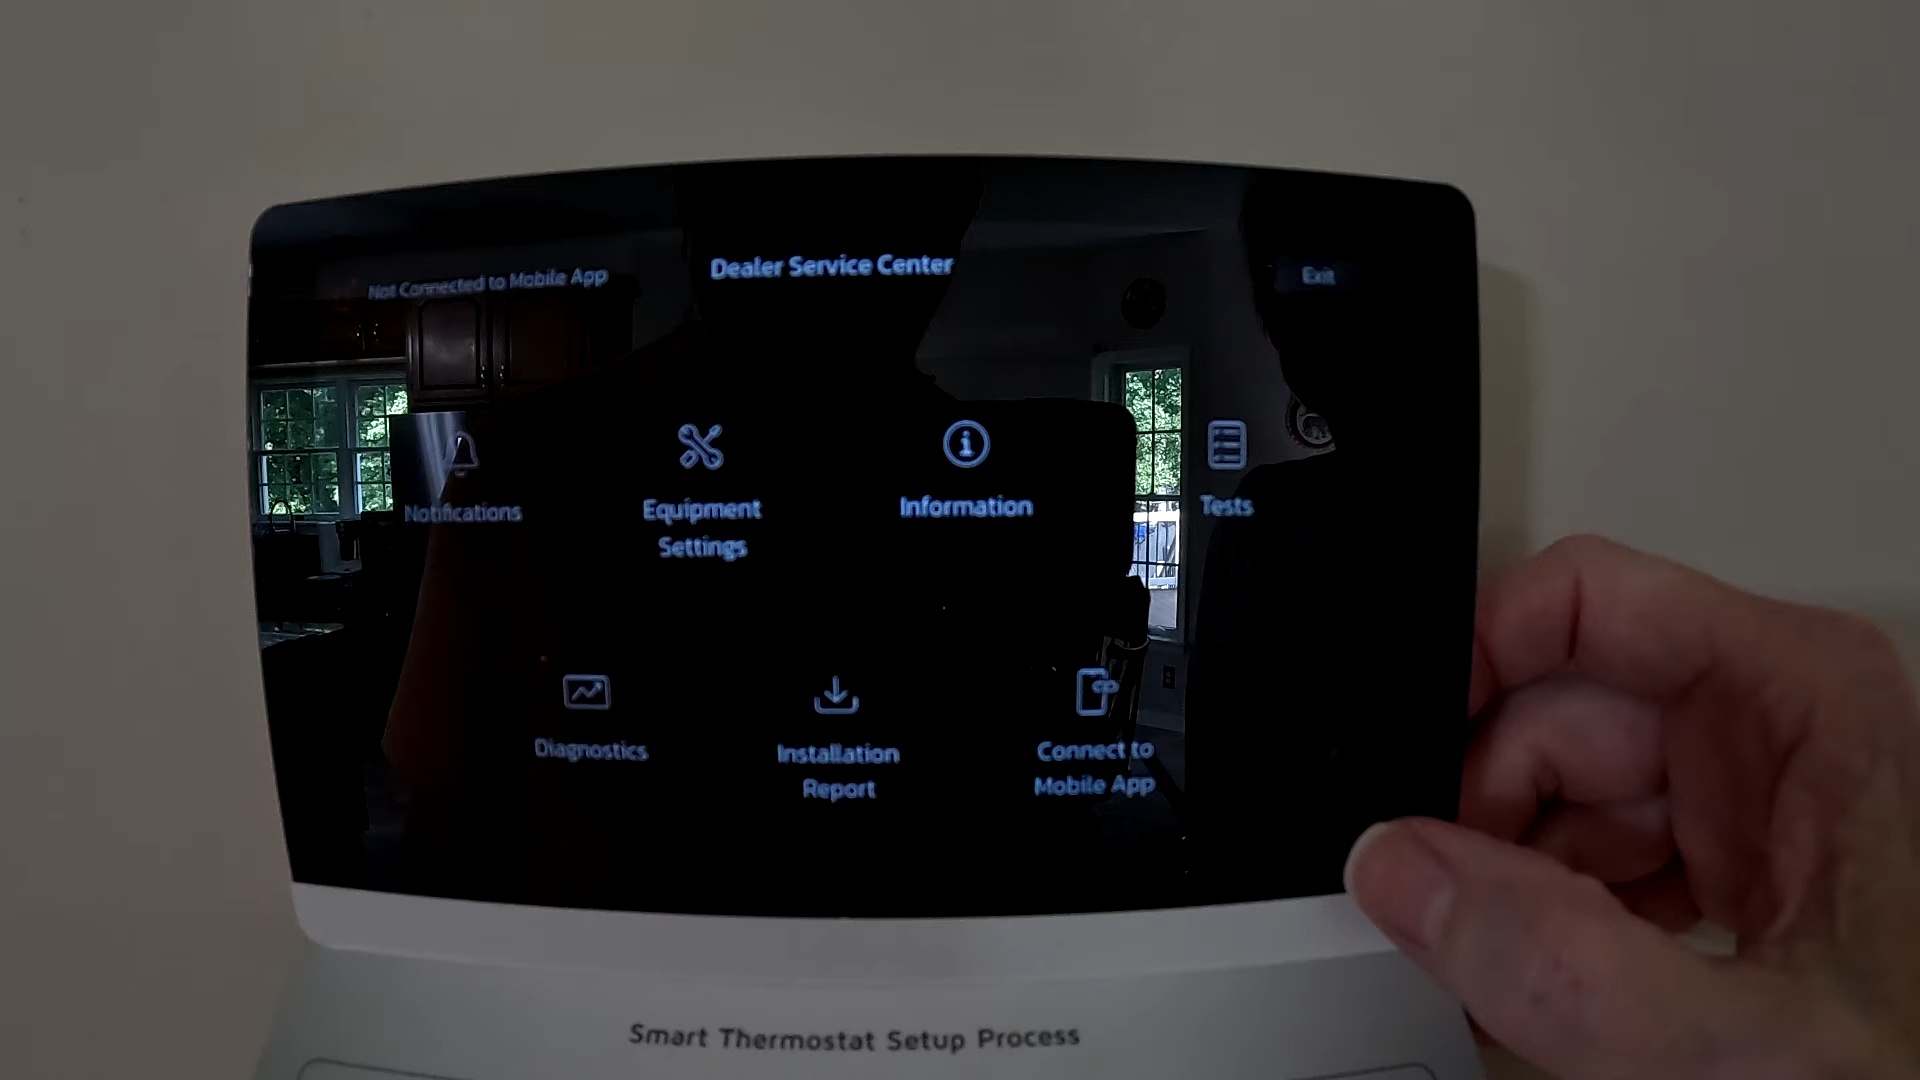 Not Connected to Mobile App
Dealer Service Center
Exit
Notifications
Equipment
Settings
Information
Tests
Diagnostics
Installation
Report
Connect to
Mobile App
Smart Thermostat Setup Process